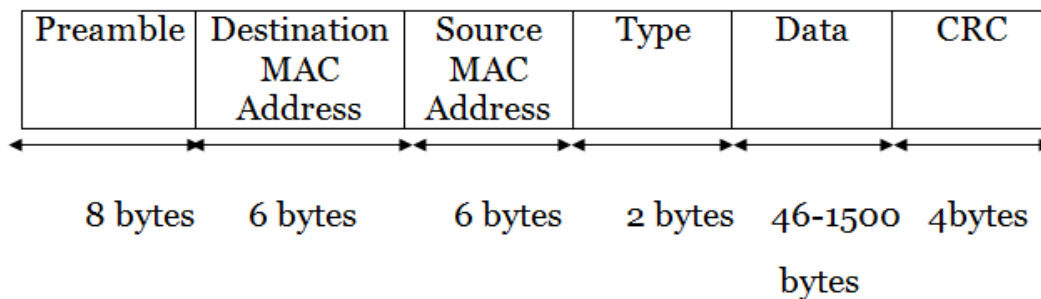 Preamble Destination MAC Address Source MAC Address Type Data CRC
8 bytes 6 bytes 6 bytes 2 bytes 46-1500 bytes 4bytes